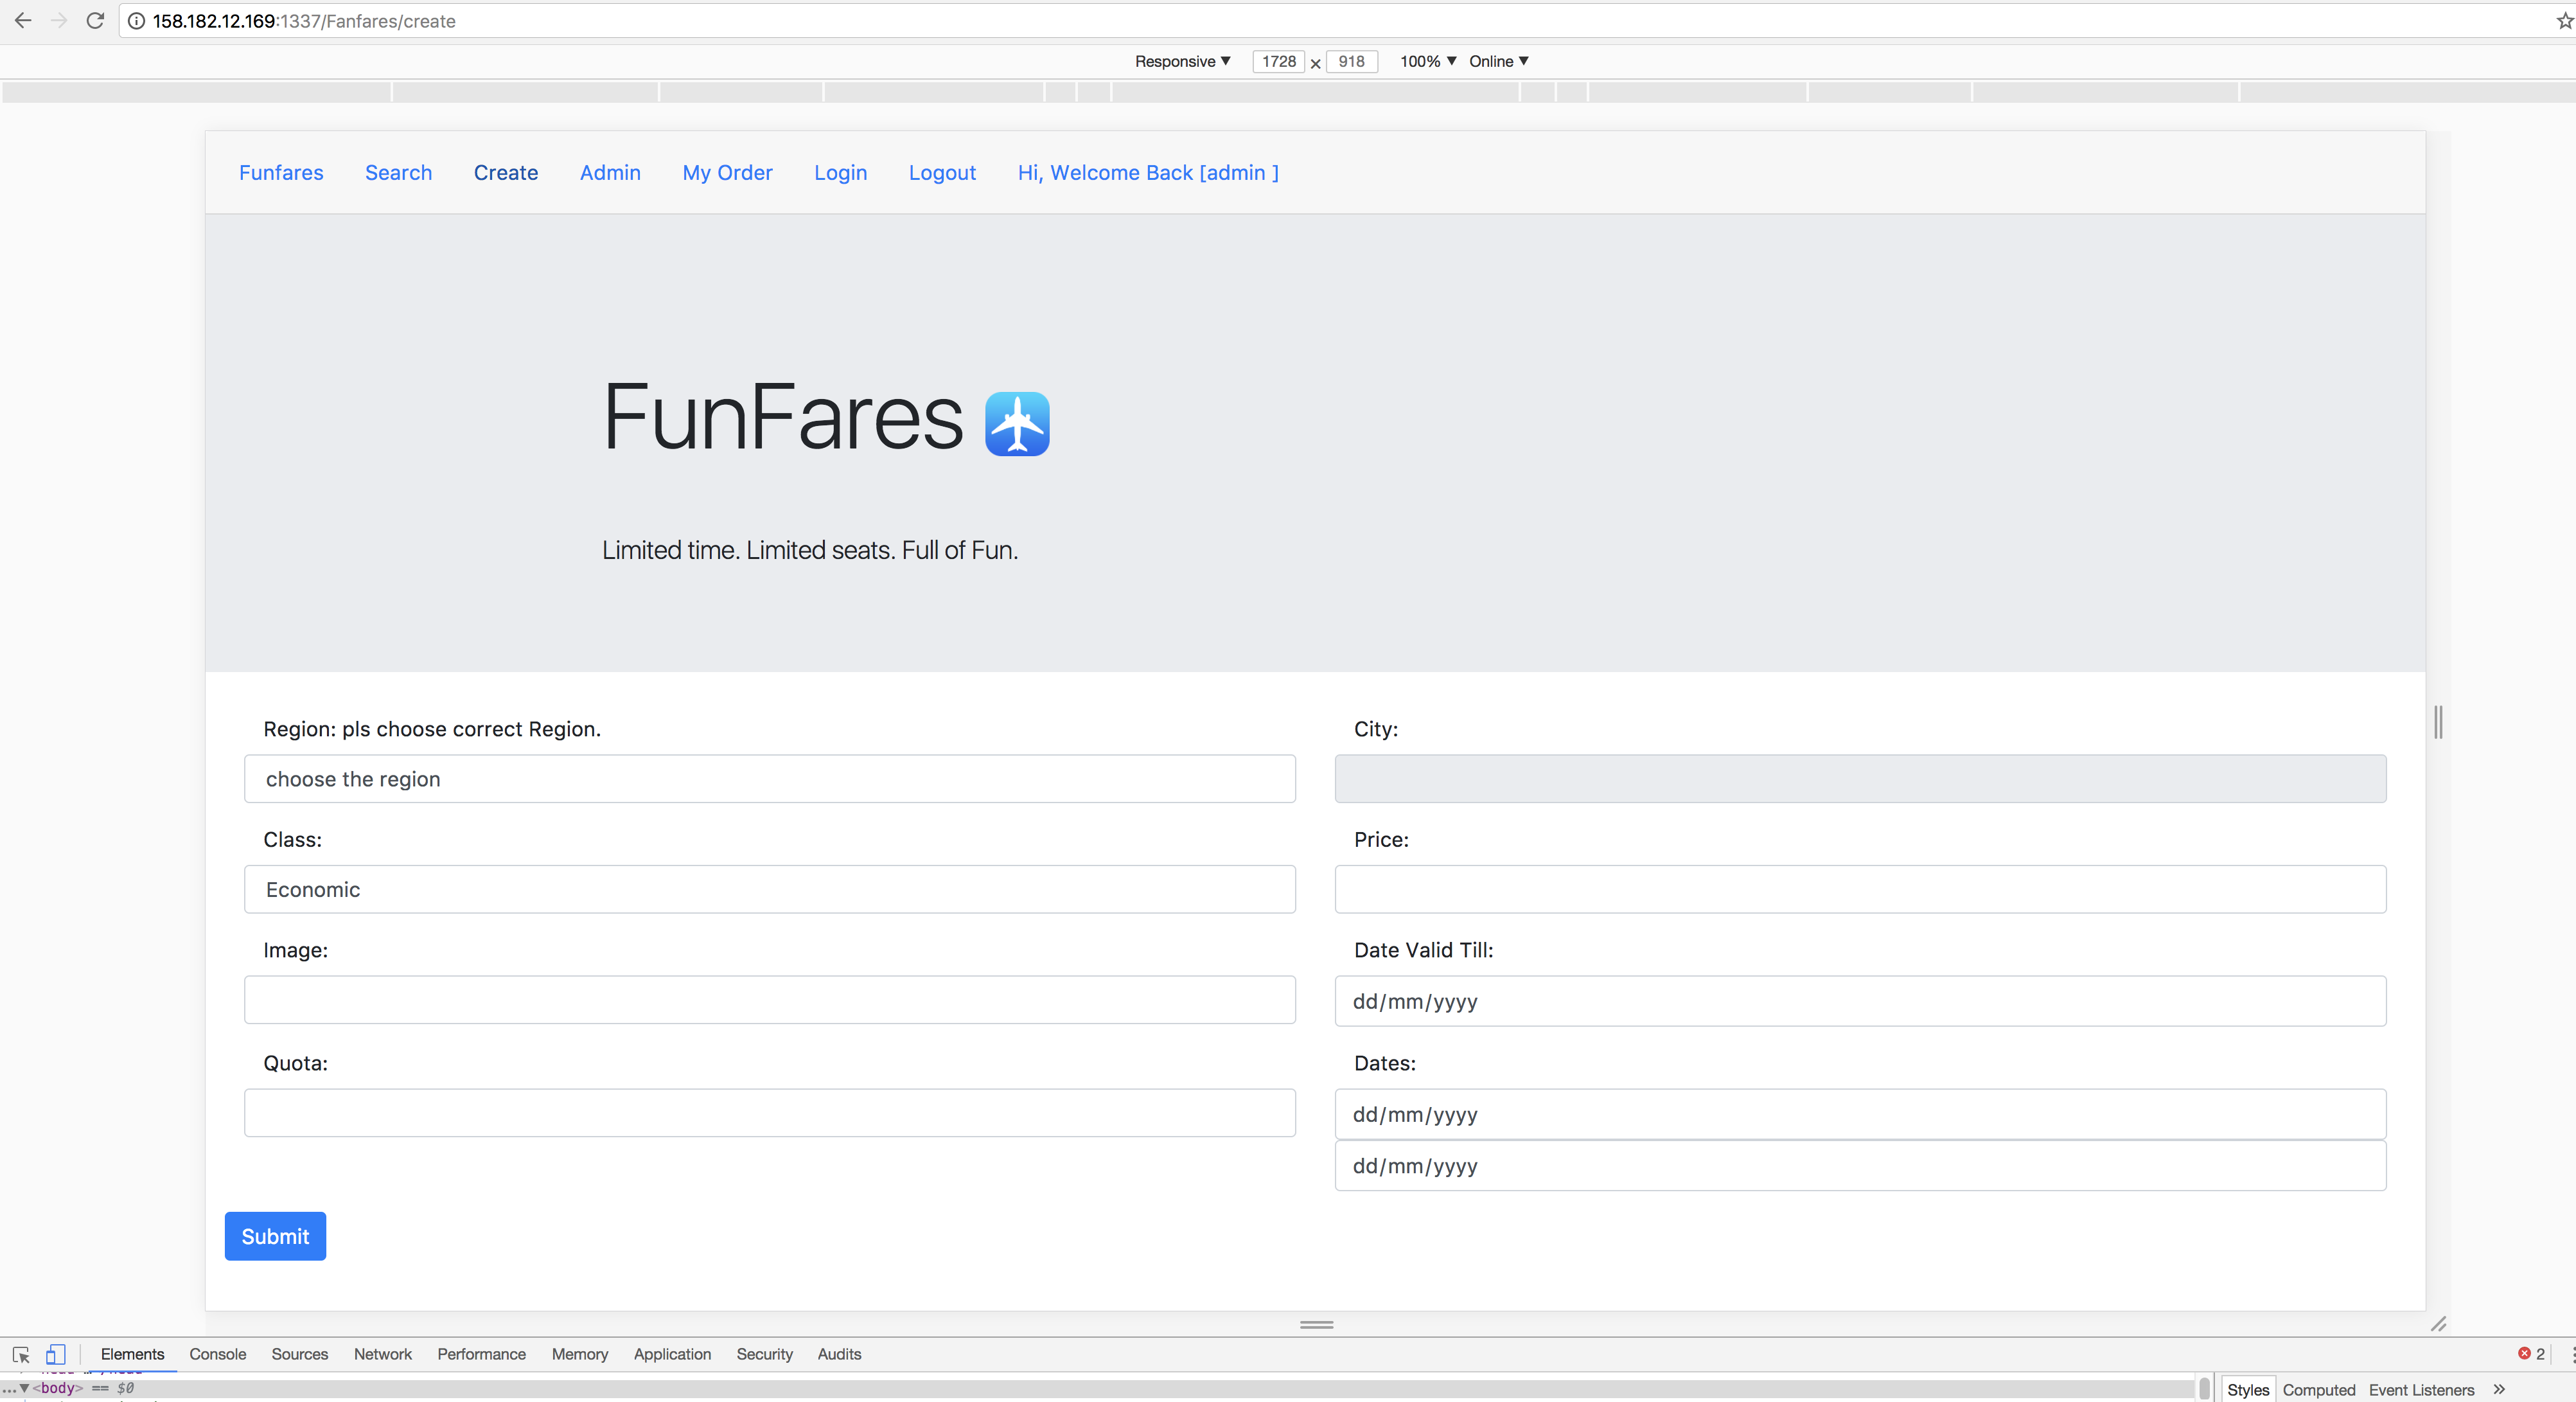 158.182.12.169:1337/Fanfares/create
Responsive ▼ 1728 × 918 100% ▼ Online ▼
Funfares Search Create Admin My Order Login Logout Hi, Welcome Back [admin ]
FunFares
Limited time. Limited seats. Full of Fun.
Region: pls choose correct Region. City:
choose the region
Class: Price:
Economic
Image: Date Valid Till:
dd/mm/yyyy
Quota: Dates:
dd/mm/yyyy
dd/mm/yyyy
Submit
Elements Console Sources Network Performance Memory Application Security Audits 2
...▼<body> == $0
Styles Computed Event Listeners »